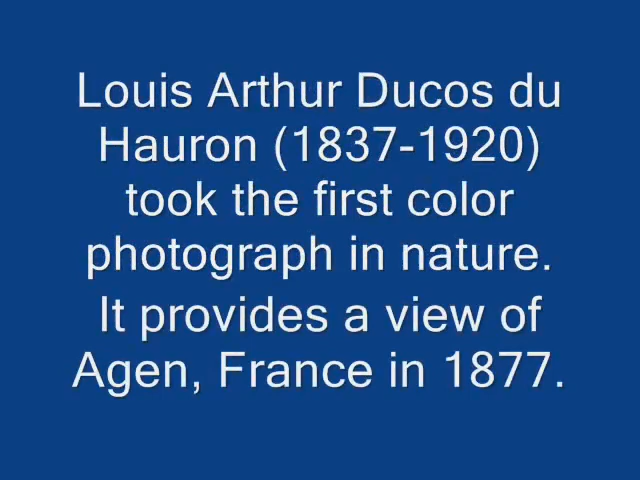 Louis Arthur Ducos du
Hauron (1837-1920)
took the first color
photograph in nature.
It provides a view of
Agen, France in 1877.